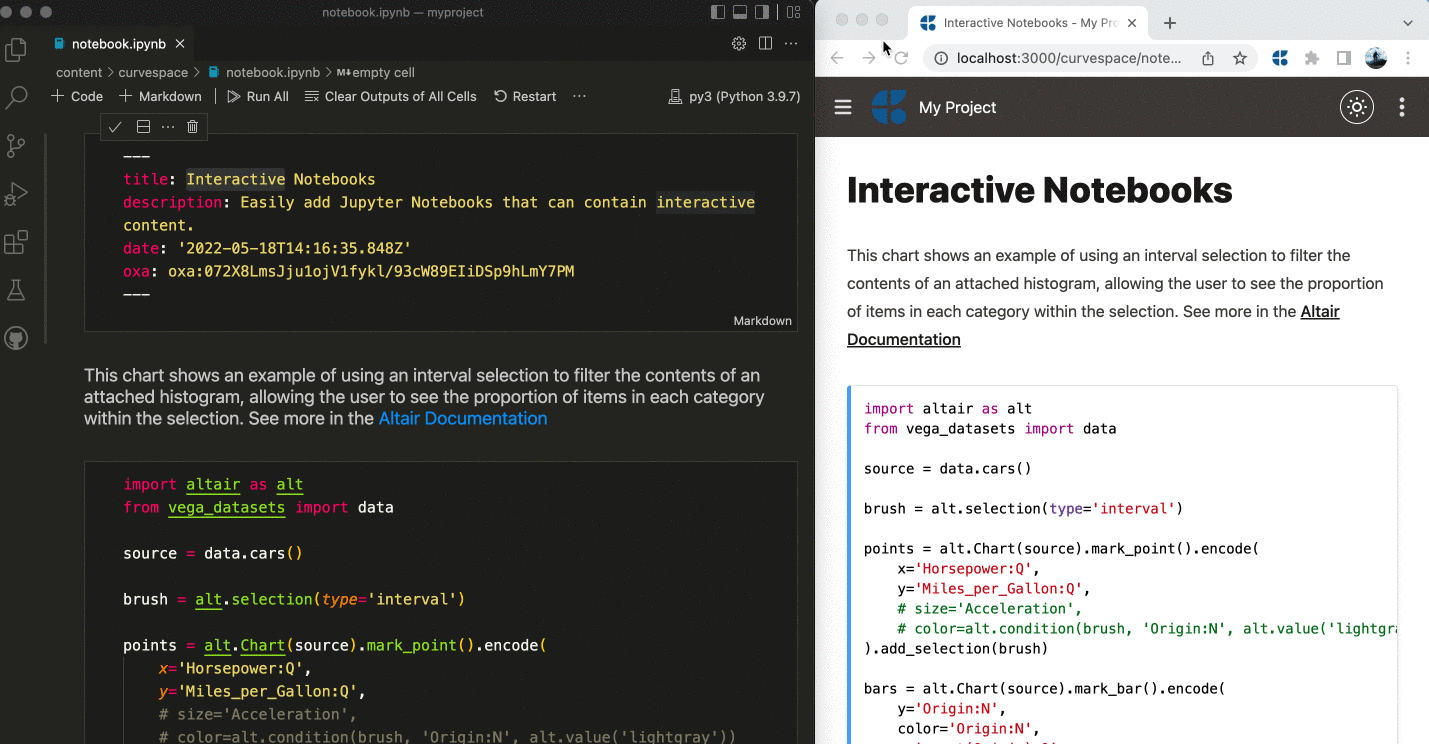 notebook.ipynb — myproject
notebook.ipynb
content > curvespace > notebook.ipynb > M↓empty cell
+ Code + Markdown | Run All Clear Outputs of All Cells Restart ··· py3 (Python 3.9.7)
---
title: Interactive Notebooks
description: Easily add Jupyter Notebooks that can contain interactive
content.
date: '2022-05-18T14:16:35.848Z'
oxa: oxa:072X8LmsJju1ojV1fykl/93cW89EIiDSp9hLmY7PM
---
Markdown
This chart shows an example of using an interval selection to filter the contents of an
attached histogram, allowing the user to see the proportion of items in each category
within the selection. See more in the Altair Documentation
import altair as alt
from vega_datasets import data
source = data.cars()
brush = alt.selection(type='interval')
points = alt.Chart(source).mark_point().encode(
x='Horsepower:Q',
y='Miles_per_Gallon:Q',
# size='Acceleration',
# color=alt.condition(brush, 'Origin:N', alt.value('lightgray'))
Interactive Notebooks - My Pro
localhost:3000/curvespace/note...
My Project
Interactive Notebooks
This chart shows an example of using an interval selection to filter the
contents of an attached histogram, allowing the user to see the proportion
of items in each category within the selection. See more in the Altair
Documentation
import altair as alt
from vega_datasets import data
source = data.cars()
brush = alt.selection(type='interval')
points = alt.Chart(source).mark_point().encode(
x='Horsepower:Q',
y='Miles_per_Gallon:Q',
# size='Acceleration',
# color=alt.condition(brush, 'Origin:N', alt.value('lightgra
).add_selection(brush)
bars = alt.Chart(source).mark_bar().encode(
y='Origin:N',
color='Origin:N',